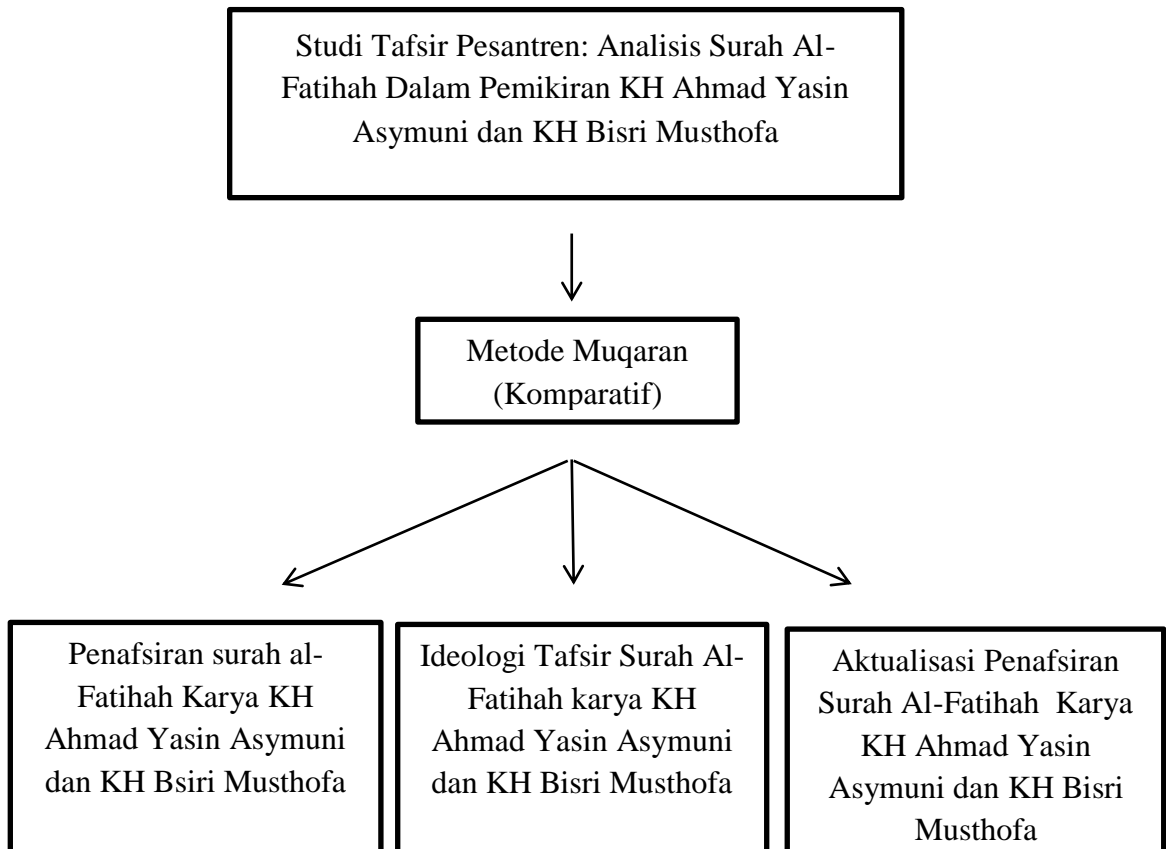 Studi Tafsir Pesantren: Analisis Surah Al-
Fatihah Dalam Pemikiran KH Ahmad Yasin
Asymuni dan KH Bisri Musthofa
Metode Muqaran
(Komparatif)
Penafsiran surah al-
Fatihah Karya KH
Ahmad Yasin Asymuni
dan KH Bsiri Musthofa
Ideologi Tafsir Surah Al-
Fatihah karya KH
Ahmad Yasin Asymuni
dan KH Bisri Musthofa
Aktualisasi Penafsiran
Surah Al-Fatihah  Karya
KH Ahmad Yasin
Asymuni dan KH Bisri
Musthofa